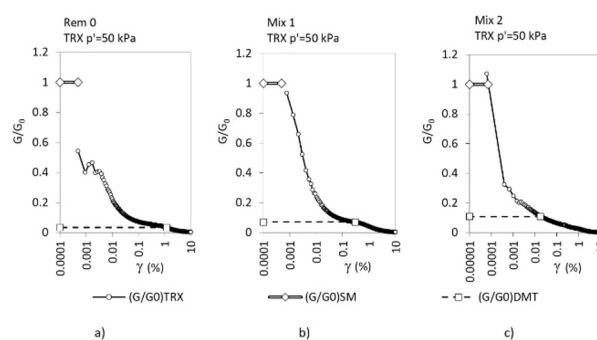 Rem 0
TRX p'=50 kPa
Mix 1
TRX p'=50 kPa
Mix 2
TRX p'=50 kPa
1.2
1
0.8
0.6
0.4
0.2
0
G/G0
0.0001
0.001
0.01
0.1
1
10
γ (%)
1.2
1
0.8
0.6
0.4
0.2
0
G/G0
0.0001
0.001
0.01
0.1
1
10
γ (%)
1.2
1
0.8
0.6
0.4
0.2
0
G/G0
0.00001
0.0001
0.001
0.01
0.1
1
10
γ (%)
(G/G0)TRX
(G/G0)SM
(G/G0)DMT
a)
b)
c)